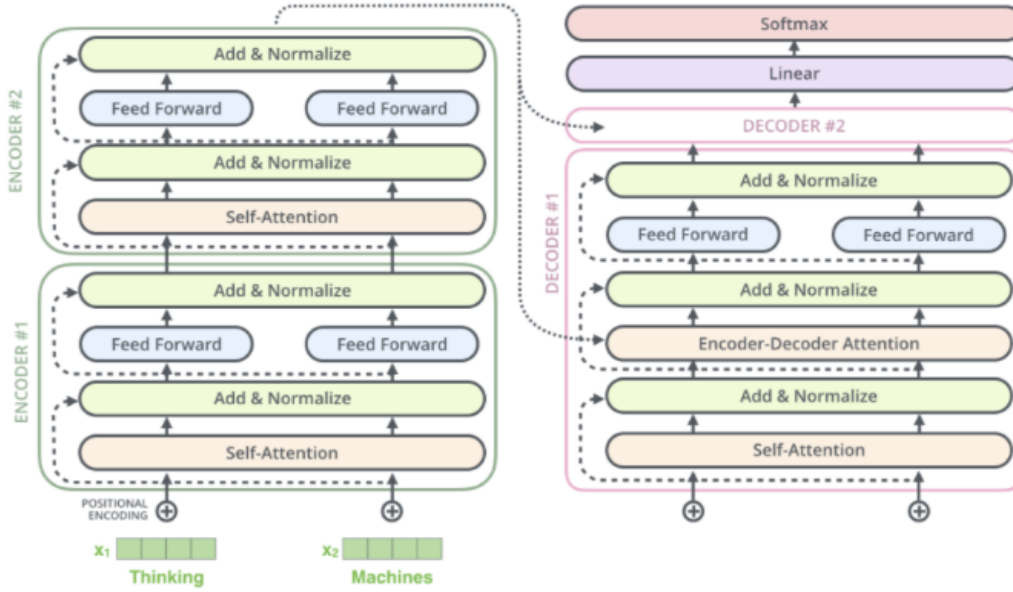 ENCODER #2
Add & Normalize
Feed Forward
Feed Forward
Add & Normalize
Self-Attention
ENCODER #1
Add & Normalize
Feed Forward
Feed Forward
Add & Normalize
Self-Attention
POSITIONAL
ENCODING
x1
x2
Thinking
Machines
Softmax
Linear
DECODER #2
DECODER #1
Add & Normalize
Feed Forward
Feed Forward
Add & Normalize
Encoder-Decoder Attention
Add & Normalize
Self-Attention